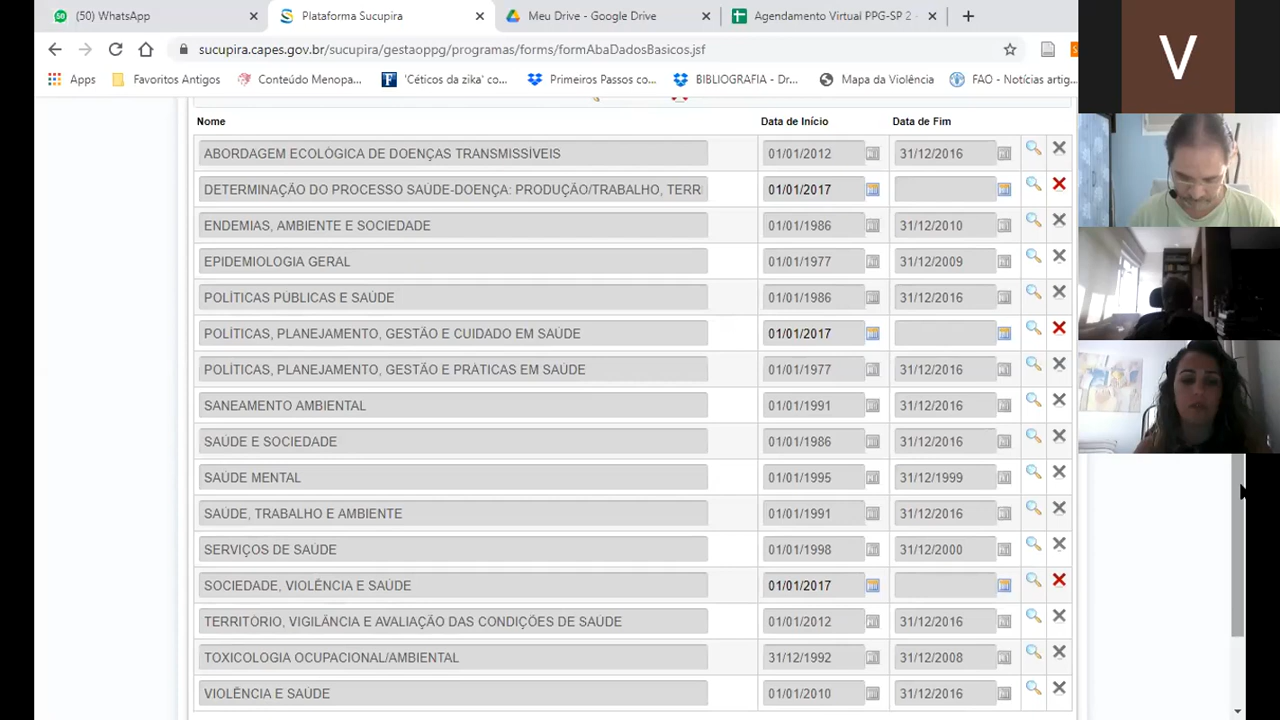 (50) WhatsApp
Plataforma Sucupira
Meu Drive - Google Drive
Agendamento Virtual PPG-SP 2 -
sucupira.capes.gov.br/sucupira/gestaoppg/programas/forms/formAbaDadosBasicos.jsf
Apps
Favoritos Antigos
Conteúdo Menopa...
'Céticos da zika' co...
Primeiros Passos co...
BIBLIOGRAFIA - Dr...
Mapa da Violência
FAO - Notícias artig...
V
Nome Data de Início Data de Fim
ABORDAGEM ECOLÓGICA DE DOENÇAS TRANSMISSÍVEIS 01/01/2012 31/12/2016
DETERMINAÇÃO DO PROCESSO SAÚDE-DOENÇA: PRODUÇÃO/TRABALHO, TERR 01/01/2017
ENDEMIAS, AMBIENTE E SOCIEDADE 01/01/1986 31/12/2010
EPIDEMIOLOGIA GERAL 01/01/1977 31/12/2009
POLÍTICAS PÚBLICAS E SAÚDE 01/01/1986 31/12/2016
POLÍTICAS, PLANEJAMENTO, GESTÃO E CUIDADO EM SAÚDE 01/01/2017
POLÍTICAS, PLANEJAMENTO, GESTÃO E PRÁTICAS EM SAÚDE 01/01/1977 31/12/2016
SANEAMENTO AMBIENTAL 01/01/1991 31/12/2016
SAÚDE E SOCIEDADE 01/01/1986 31/12/2016
SAÚDE MENTAL 01/01/1995 31/12/1999
SAÚDE, TRABALHO E AMBIENTE 01/01/1991 31/12/2016
SERVIÇOS DE SAÚDE 01/01/1998 31/12/2000
SOCIEDADE, VIOLÊNCIA E SAÚDE 01/01/2017
TERRITÓRIO, VIGILÂNCIA E AVALIAÇÃO DAS CONDIÇÕES DE SAÚDE 01/01/2012 31/12/2016
TOXICOLOGIA OCUPACIONAL/AMBIENTAL 31/12/1992 31/12/2008
VIOLÊNCIA E SAÚDE 01/01/2010 31/12/2016